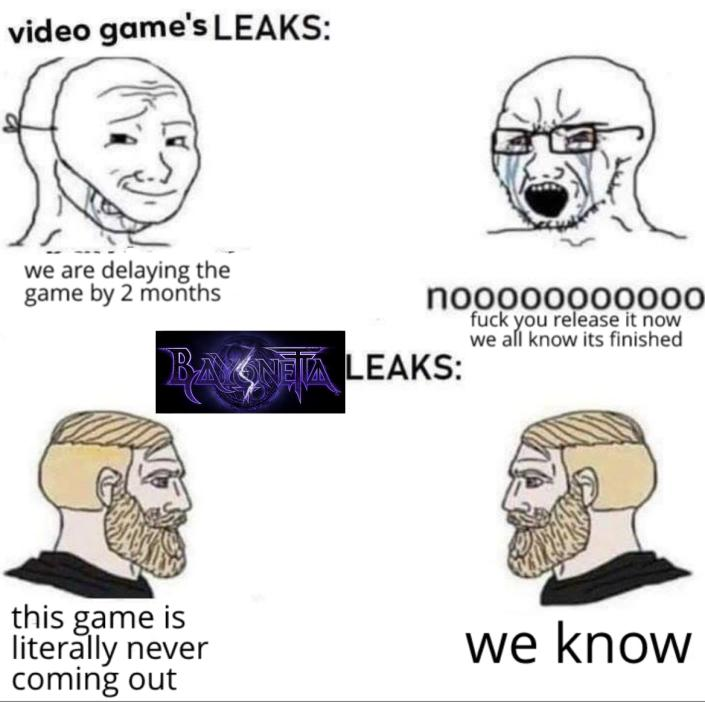 video game's LEAKS:
we are delaying the
game by 2 months
nooooooooooooo
fuck you release it now
we all know its finished
BAYONETTA LEAKS:
this game is
literally never
coming out
we know